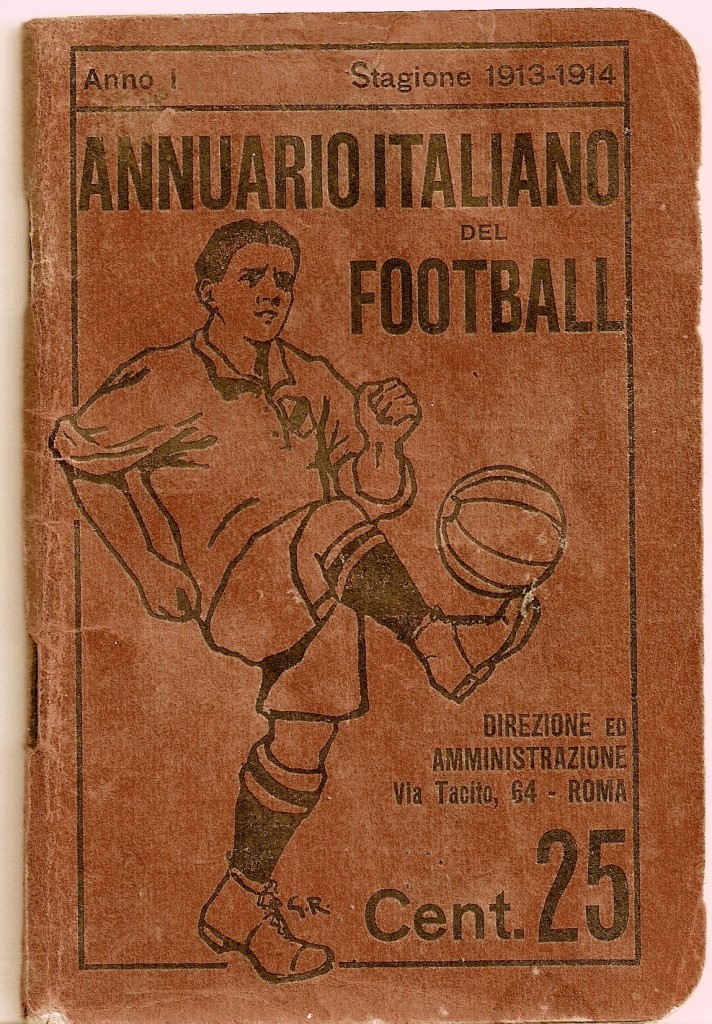 Anno I Stagione 1913-1914
ANNUARIO ITALIANO
DEL
FOOTBALL
DIREZIONE ED
AMMINISTRAZIONE
Via Tacito, 64 - ROMA
G.R
Cent. 25